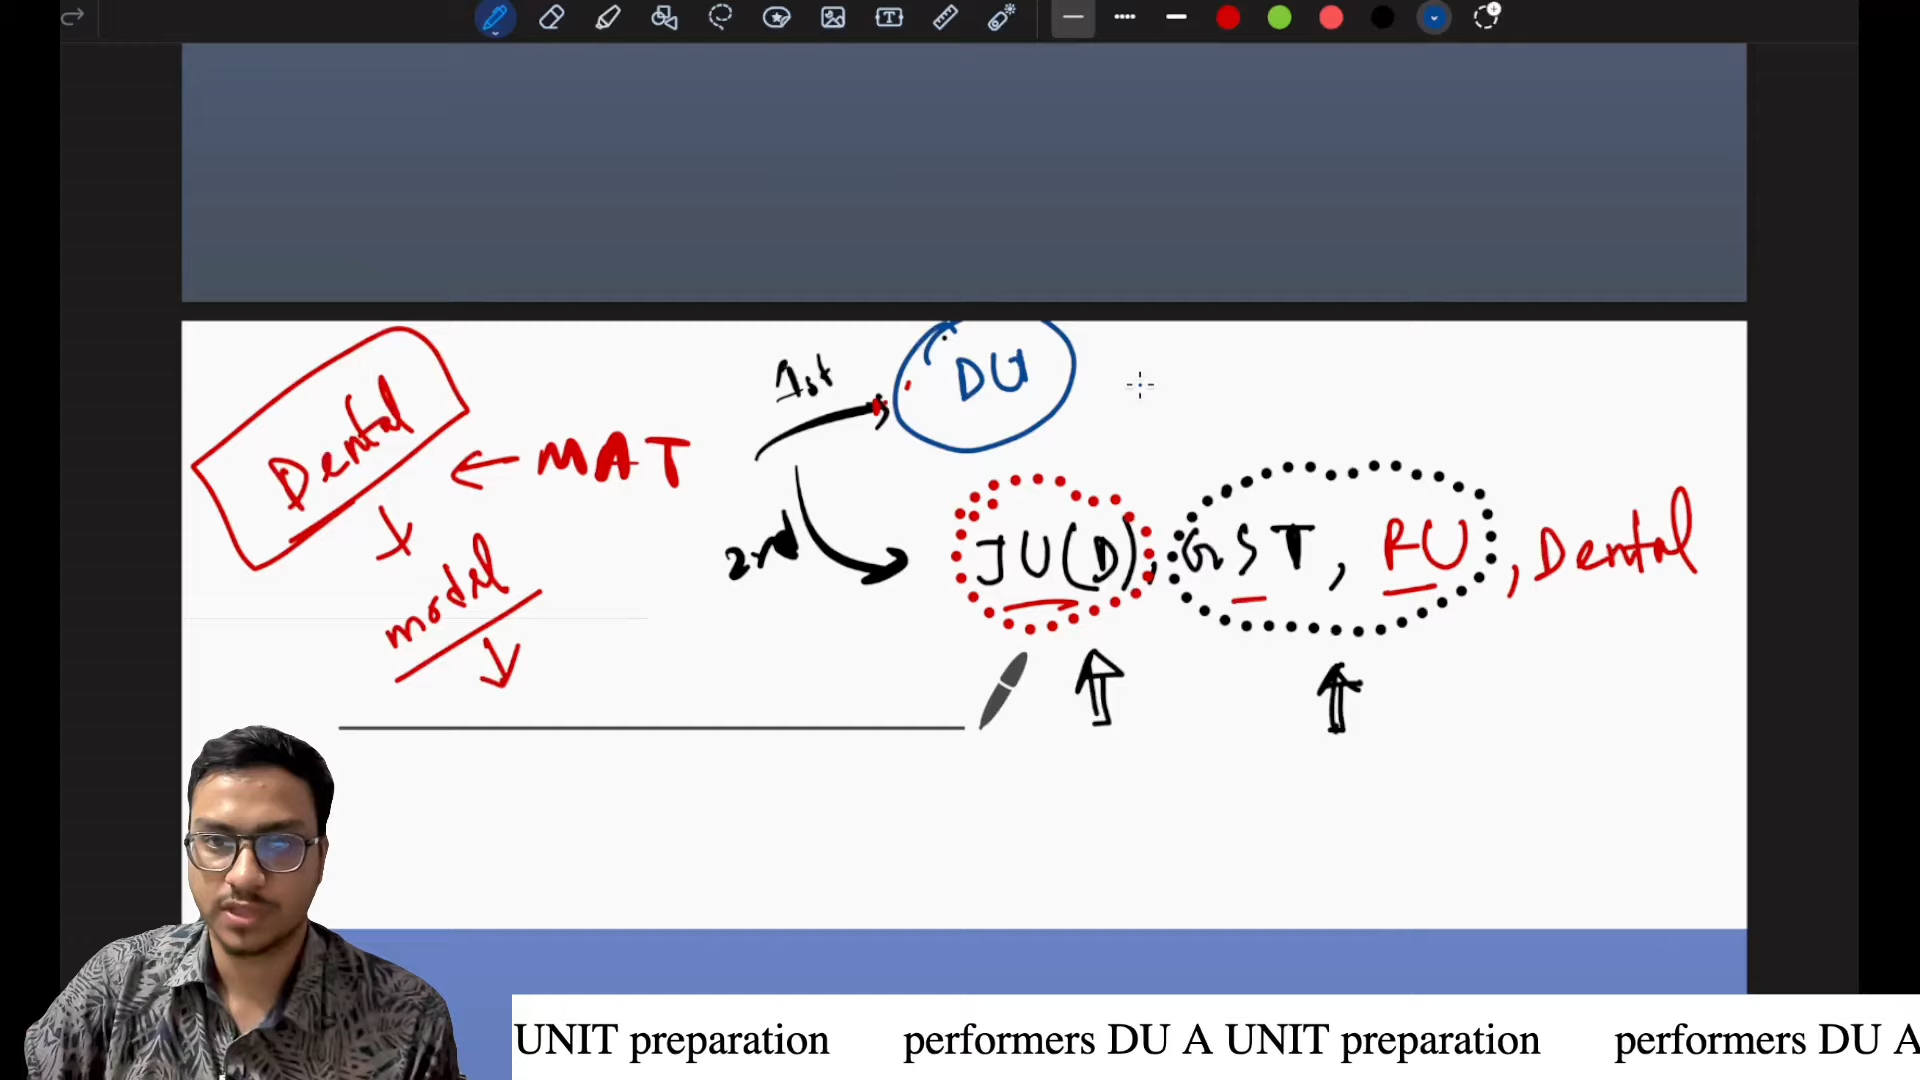 1st
DU
Dental
← MAT
2nd
JU(D), GST, RU, Dental
model
UNIT preparation performers DU A UNIT preparation performers DU A